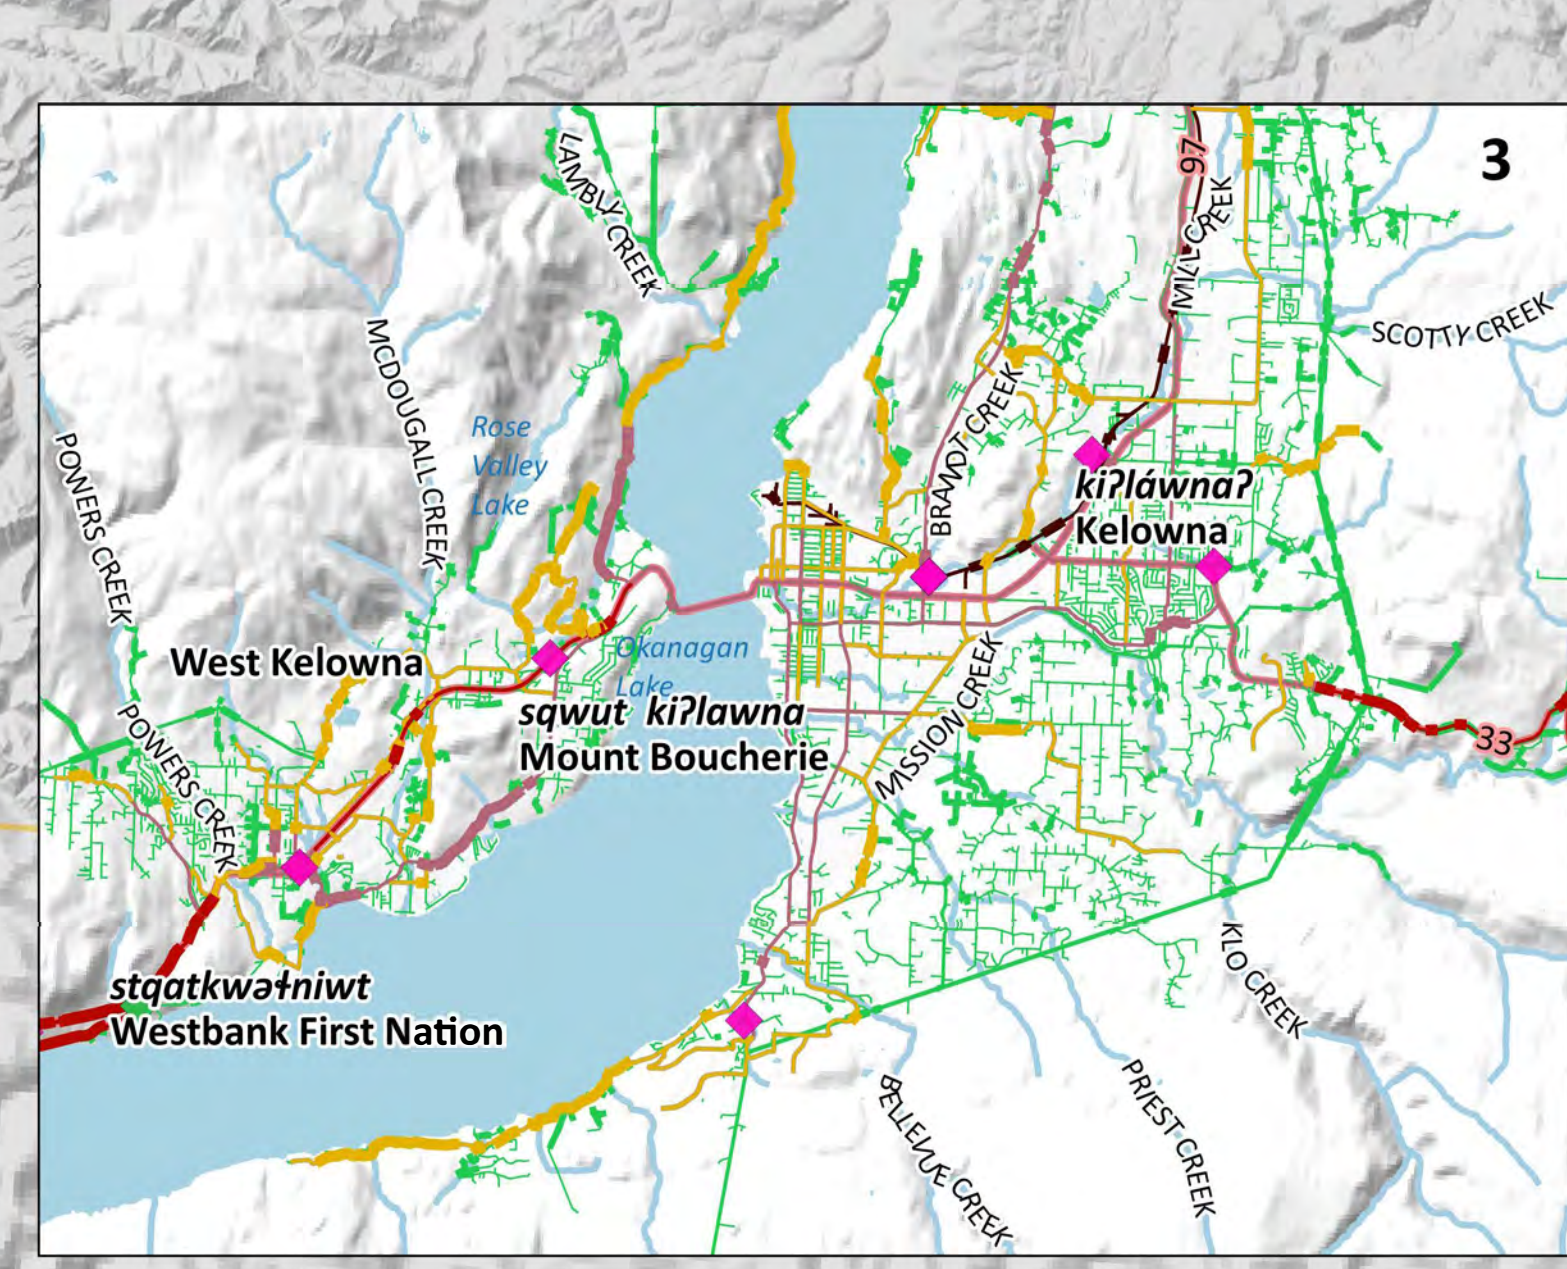 3
97
LAMBLY CREEK
MILL CREEK
SCOTTY CREEK
MCDOUGALL CREEK
BRANDT CREEK
Rose
Valley
Lake
POWERS CREEK
kiʔláwnaʔ
Kelowna
West Kelowna
Okanagan
Lake
sqwut kiʔlawna
Mount Boucherie
MISSION CREEK
POWERS CREEK
33
KLO CREEK
stqatkwəɬniwt
Westbank First Nation
BELLEVUE CREEK
PRIEST CREEK